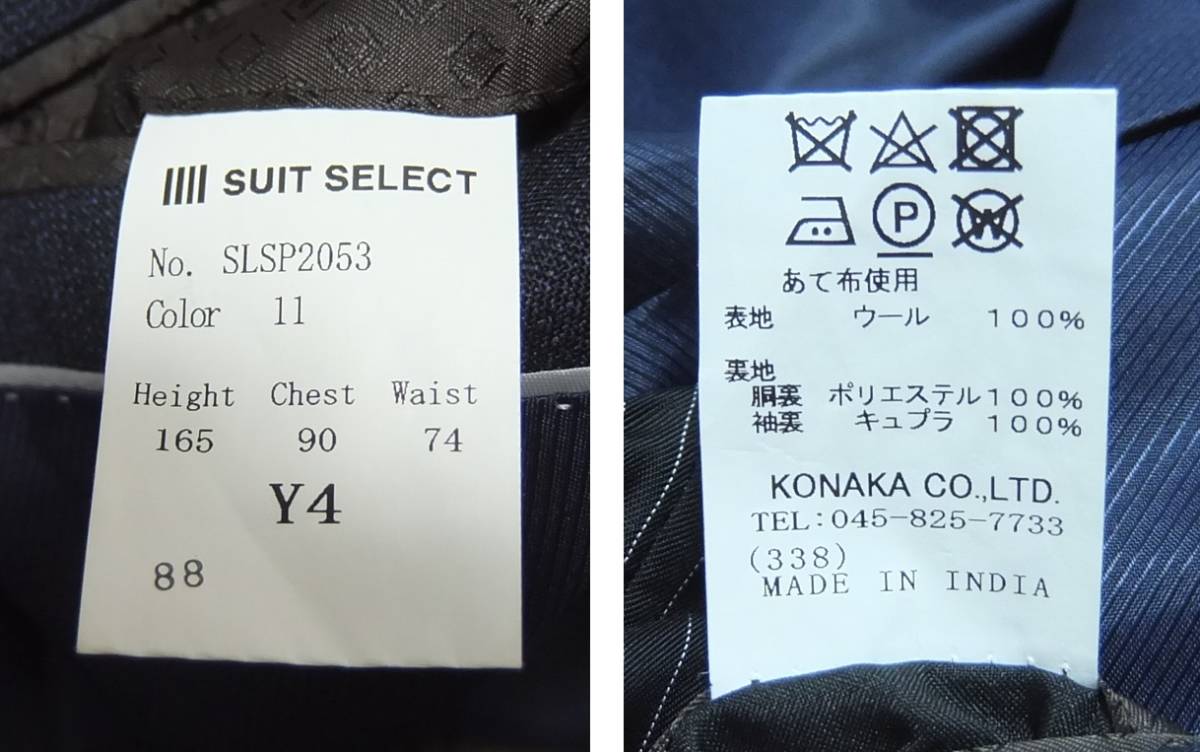 SUIT SELECT
No. SLSP2053
Color 11
Height Chest Waist
165 90 74
Y4
88
P
W
あて布使用
表地 ウール 100%
裏地
胴裏 ポリエステル100%
袖裏 キュプラ 100%
KONAKA CO.,LTD.
TEL:045-825-7733
(338)
MADE IN INDIA